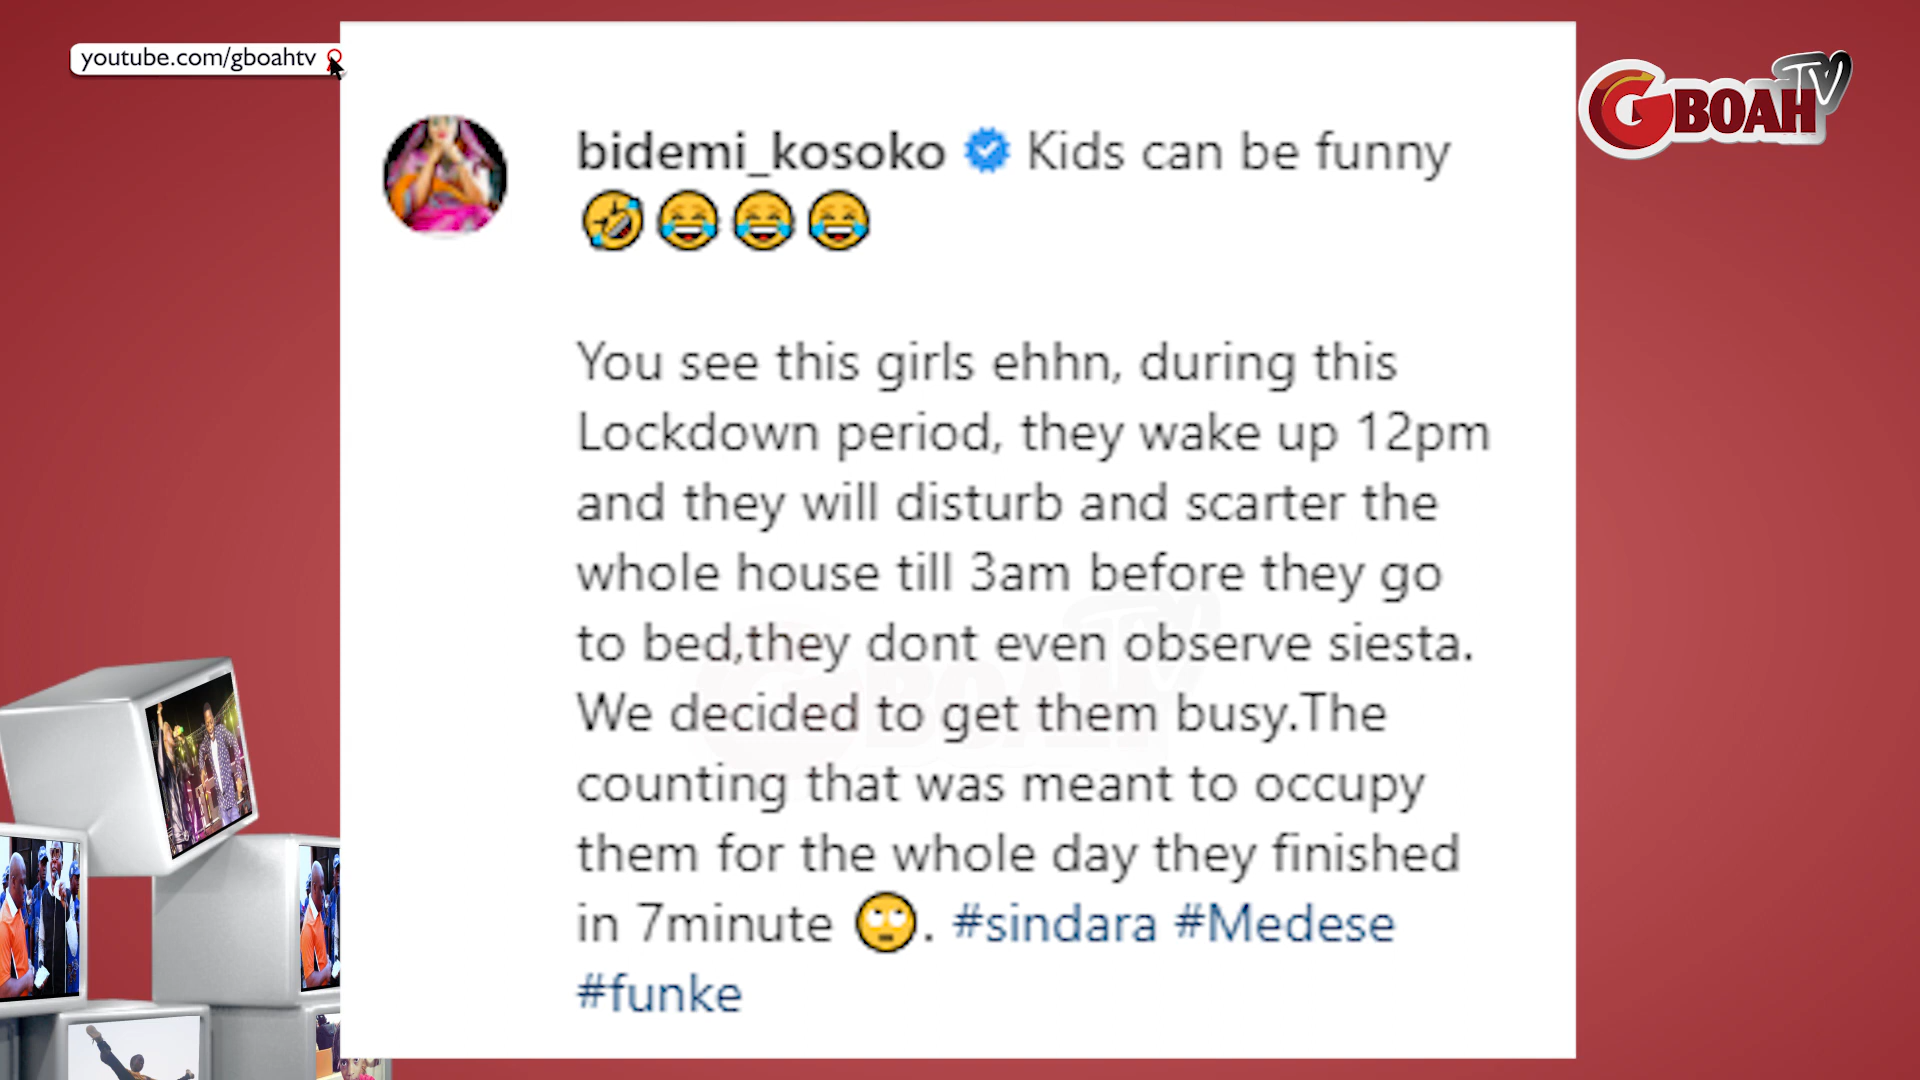 youtube.com/gboahtv
GBOAH TV
bidemi_kosoko Kids can be funny
🤣😂😂😂
You see this girls ehhn, during this
Lockdown period, they wake up 12pm
and they will disturb and scarter the
whole house till 3am before they go
to bed,they dont even observe siesta.
We decided to get them busy.The
counting that was meant to occupy
them for the whole day they finished
in 7minute 🙄. #sindara #Medese
#funke
GBOAH TV